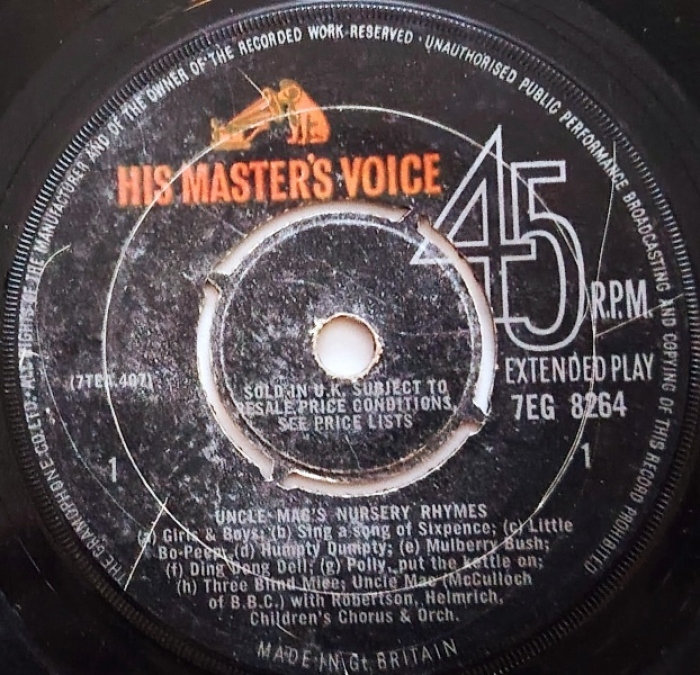 THE GRAMOPHONE CO. LTD. ALL RIGHTS OF THE MANUFACTURER AND OF THE OWNER OF THE RECORDED WORK RESERVED · UNAUTHORISED PUBLIC PERFORMANCE BROADCASTING AND COPYING OF THIS RECORD PROHIBITED
HIS MASTER'S VOICE
45
R.P.M.
EXTENDED PLAY
7EG 8264
SOLD IN U.K. SUBJECT TO
RESALE PRICE CONDITIONS,
SEE PRICE LISTS
1
1
UNCLE MAC'S NURSERY RHYMES
(a) Girls & Boys; (b) Sing a song of Sixpence; (c) Little
Bo-Peep; (d) Humpty Dumpty; (e) Mulberry Bush;
(f) Ding Dong Dell; (g) Polly, put the kettle on;
(h) Three Blind Mice; Uncle Mac (McCulloch
of B.B.C.) with Robertson, Helmrich,
Children's Chorus & Orch.
MADE IN Gt. BRITAIN